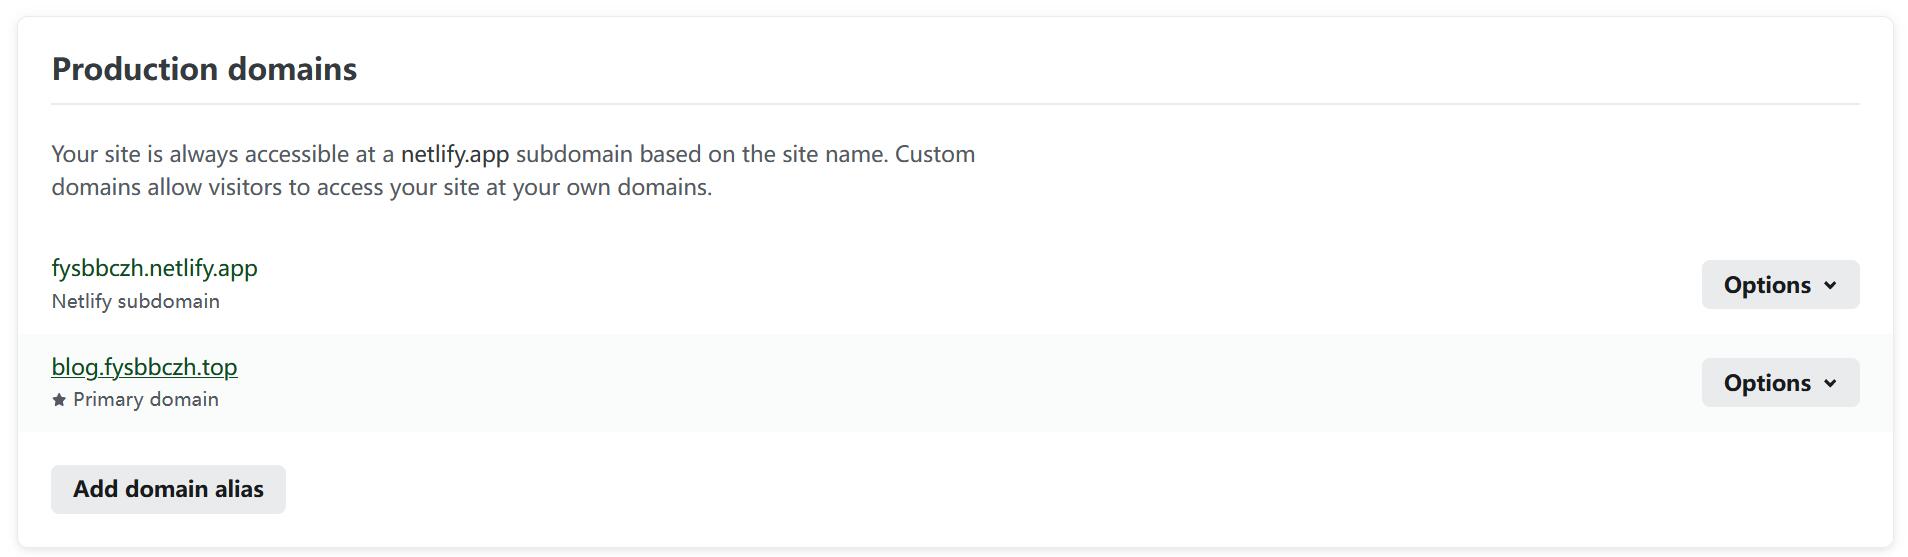 Production domains
Your site is always accessible at a netlify.app subdomain based on the site name. Custom
domains allow visitors to access your site at your own domains.
fysbbczh.netlify.app
Netlify subdomain
Options
blog.fysbbczh.top
★ Primary domain
Options
Add domain alias